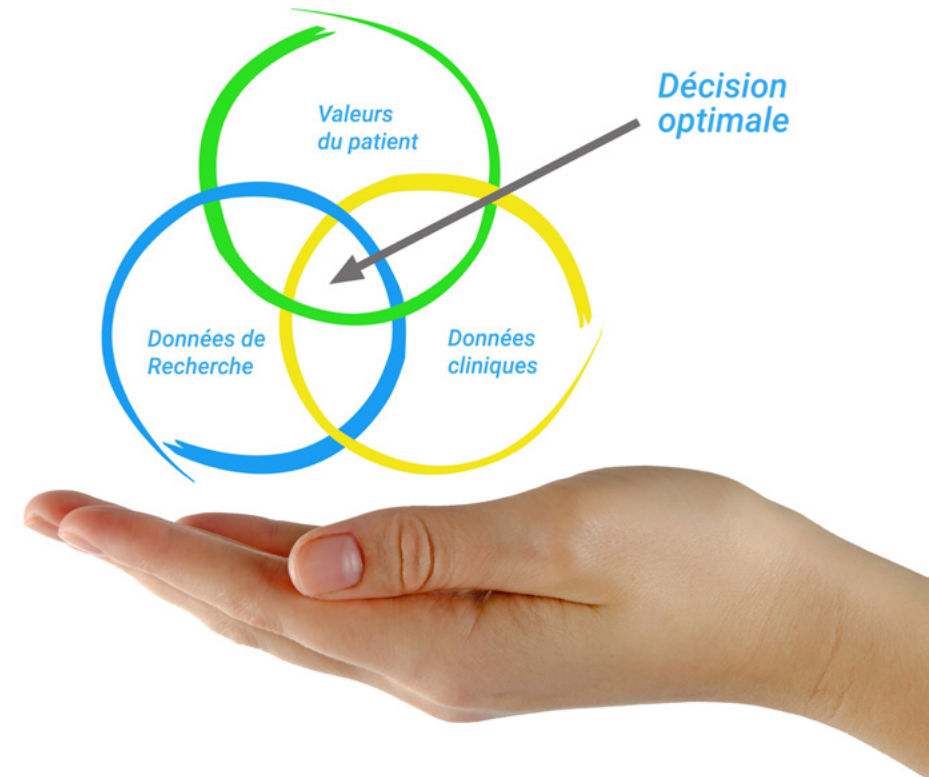 Valeurs
du patient
Décision
optimale
Données de
Recherche
Données
cliniques